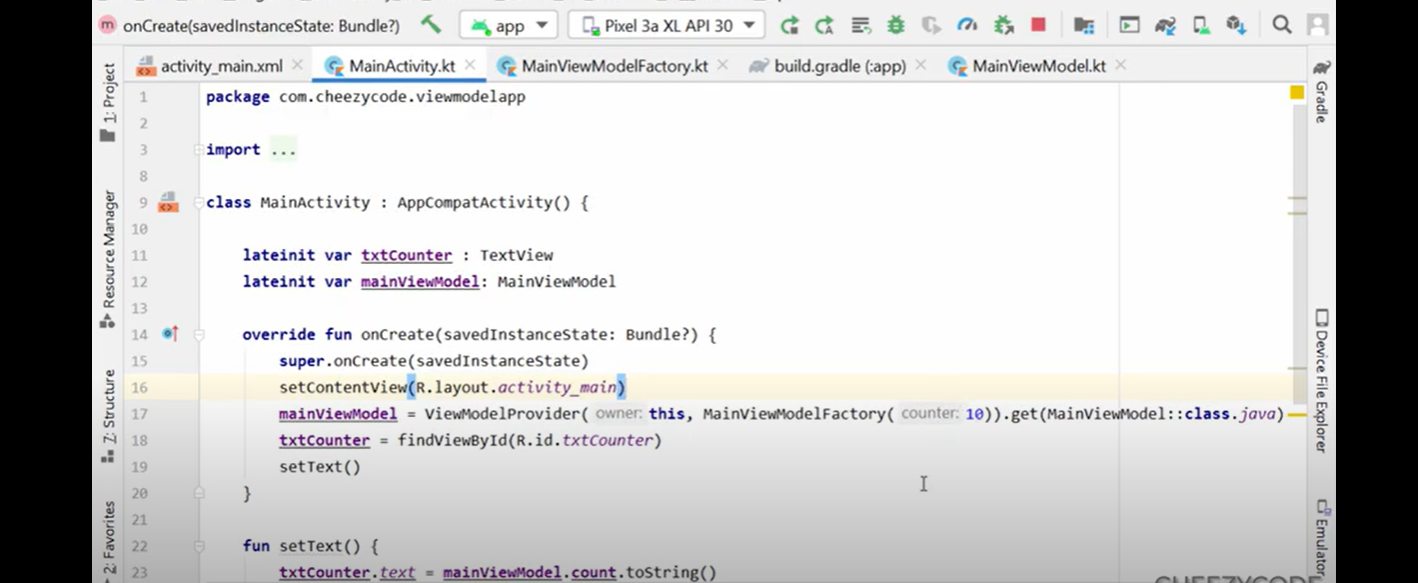 onCreate(savedInstanceState: Bundle?)
app
Pixel 3a XL API 30
activity_main.xml
MainActivity.kt
MainViewModelFactory.kt
build.gradle (:app)
MainViewModel.kt
1: Project
Resource Manager
7: Structure
2: Favorites
1 package com.cheezycode.viewmodelapp
2
3 import ...
8
9 class MainActivity : AppCompatActivity() {
10
11 lateinit var txtCounter : TextView
12 lateinit var mainViewModel: MainViewModel
13
14 override fun onCreate(savedInstanceState: Bundle?) {
15 super.onCreate(savedInstanceState)
16 setContentView(R.layout.activity_main)
17 mainViewModel = ViewModelProvider( owner: this, MainViewModelFactory( counter: 10)).get(MainViewModel::class.java)
18 txtCounter = findViewById(R.id.txtCounter)
19 setText()
20 }
21
22 fun setText() {
23 txtCounter.text = mainViewModel.count.toString()
Gradle
Device File Explorer
Emulator
CHEEZYCODE